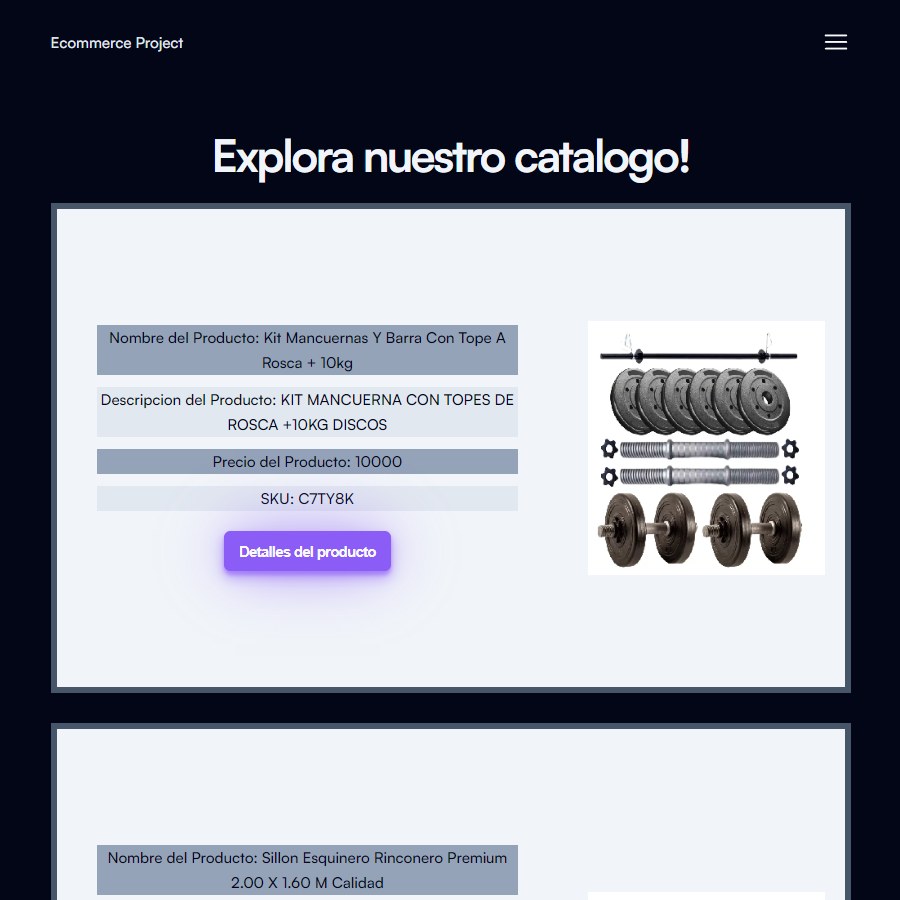 Ecommerce Project
Explora nuestro catalogo!
Nombre del Producto: Kit Mancuernas Y Barra Con Tope A
Rosca + 10kg
Descripcion del Producto: KIT MANCUERNA CON TOPES DE
ROSCA +10KG DISCOS
Precio del Producto: 10000
SKU: C7TY8K
Detalles del producto
Nombre del Producto: Sillon Esquinero Rinconero Premium
2.00 X 1.60 M Calidad